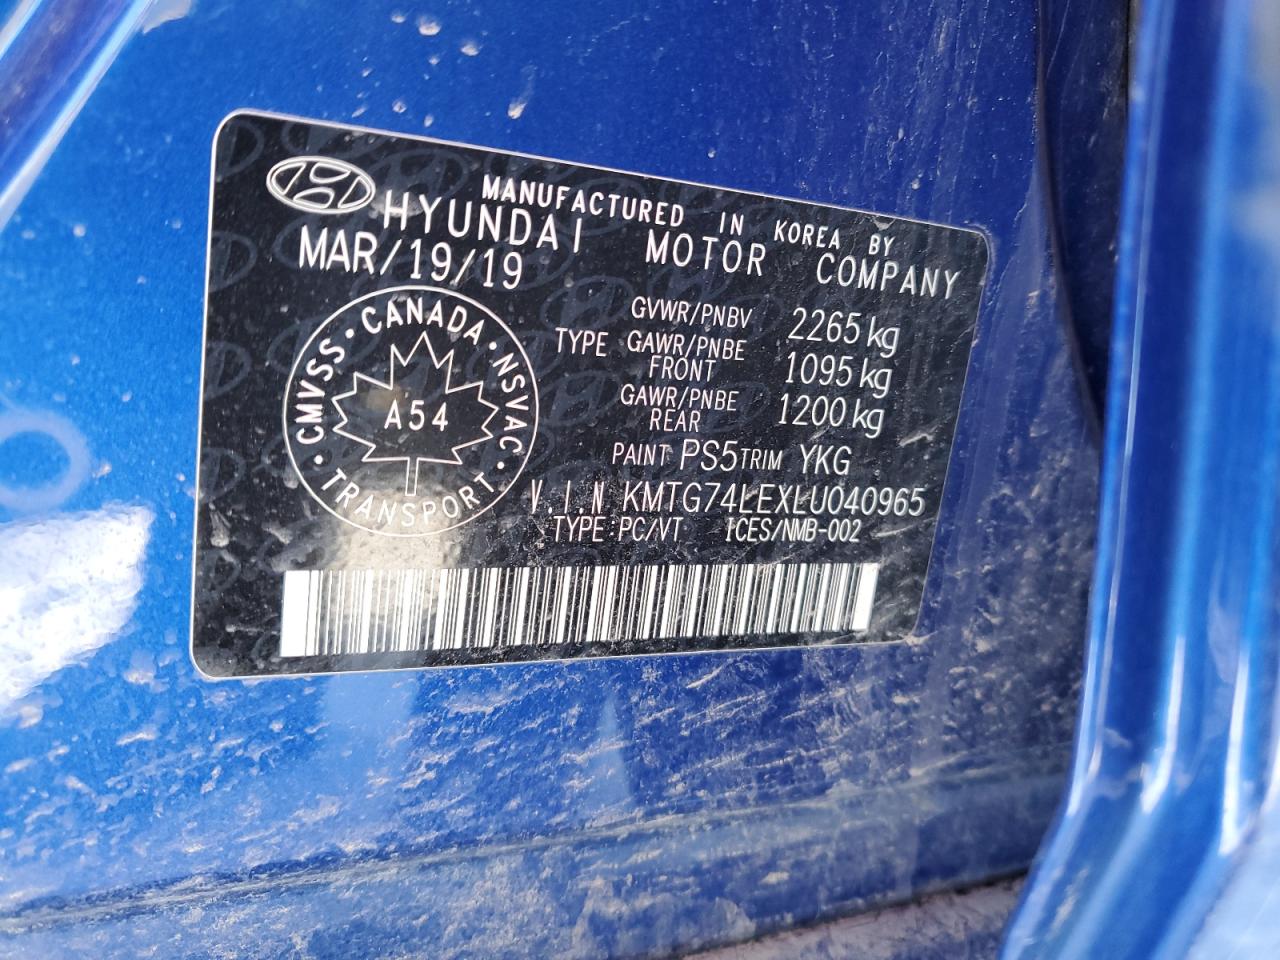 MANUFACTURED IN KOREA BY
HYUNDAI MOTOR COMPANY
MAR/19/19
CMVSS · CANADA · NSVAC · TRANSPORT ·
A54
TYPE
GVWR/PNBV 2265 kg
GAWR/PNBE FRONT 1095 kg
GAWR/PNBE REAR 1200 kg
PAINT PS5 TRIM YKG
V.I.N KMTG74LEXLU040965
TYPE:PC/VT ICES/NMB-002